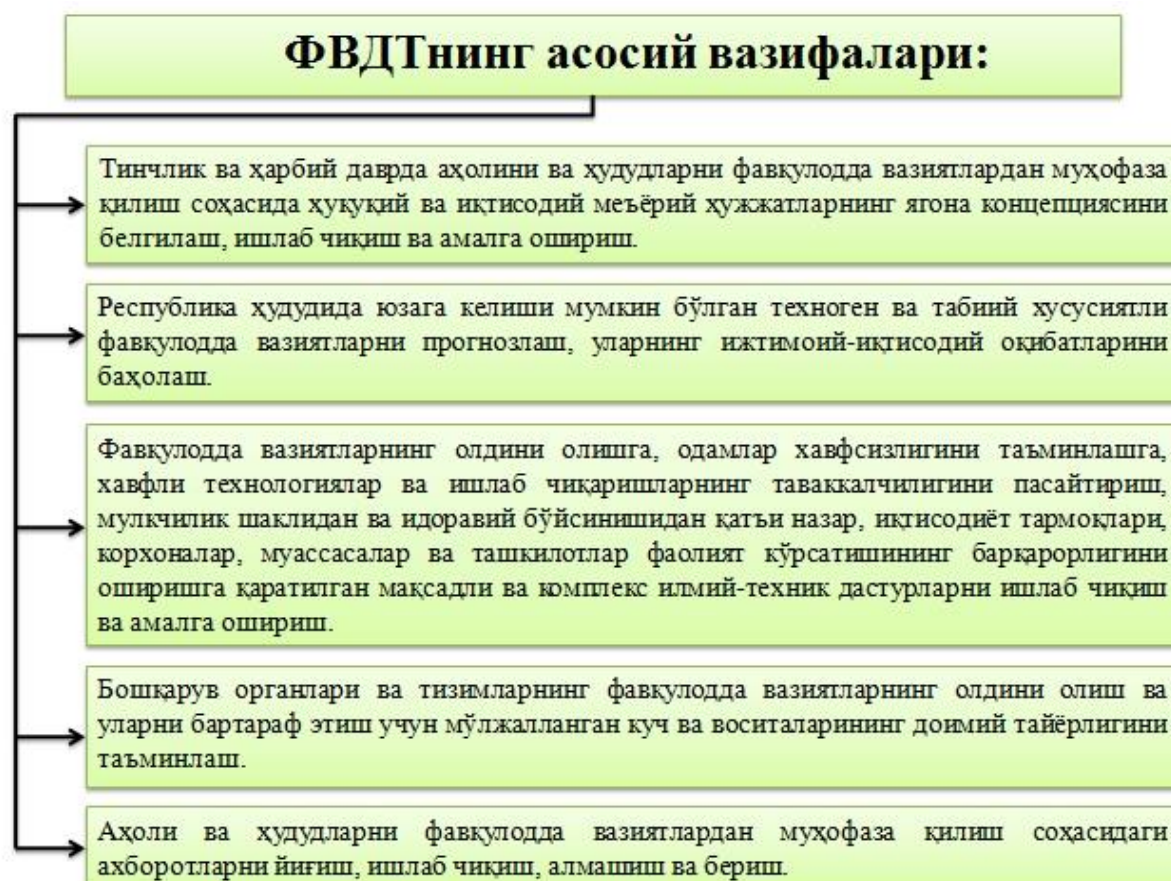 ФВДТнинг асосий вазифалари:
Тинчлик ва ҳарбий даврда аҳолини ва ҳудудларни фавқулодда вазиятлардан муҳофаза
қилиш соҳасида ҳуқуқий ва иқтисодий меъёрий ҳужжатларнинг ягона концепциясини
белгилаш, ишлаб чиқиш ва амалга ошириш.
Республика ҳудудида юзага келиши мумкин бўлган техноген ва табиий хусусиятли
фавқулодда вазиятларни прогнозлаш, уларнинг ижтимоий-иқтисодий оқибатларини
баҳолаш.
Фавқулодда вазиятларнинг олдини олишга, одамлар хавфсизлигини таъминлашга,
хавфли технологиялар ва ишлаб чиқаришларнинг таваккалчилигини пасайтириш,
мулкчилик шаклидан ва идоравий бўйсинишидан қатъи назар, иқтисодиёт тармоқлари,
корхоналар, муассасалар ва ташкилотлар фаолият кўрсатишининг барқарорлигини
оширишга қаратилган мақсадли ва комплекс илмий-техник дастурларни ишлаб чиқиш
ва амалга ошириш.
Бошқарув органлари ва тизимларнинг фавқулодда вазиятларнинг олдини олиш ва
уларни бартараф этиш учун мўлжалланган куч ва воситаларининг доимий тайёрлигини
таъминлаш.
Аҳоли ва ҳудудларни фавқулодда вазиятлардан муҳофаза қилиш соҳасидаги
ахборотларни йиғиш, ишлаб чиқиш, алмашиш ва бериш.